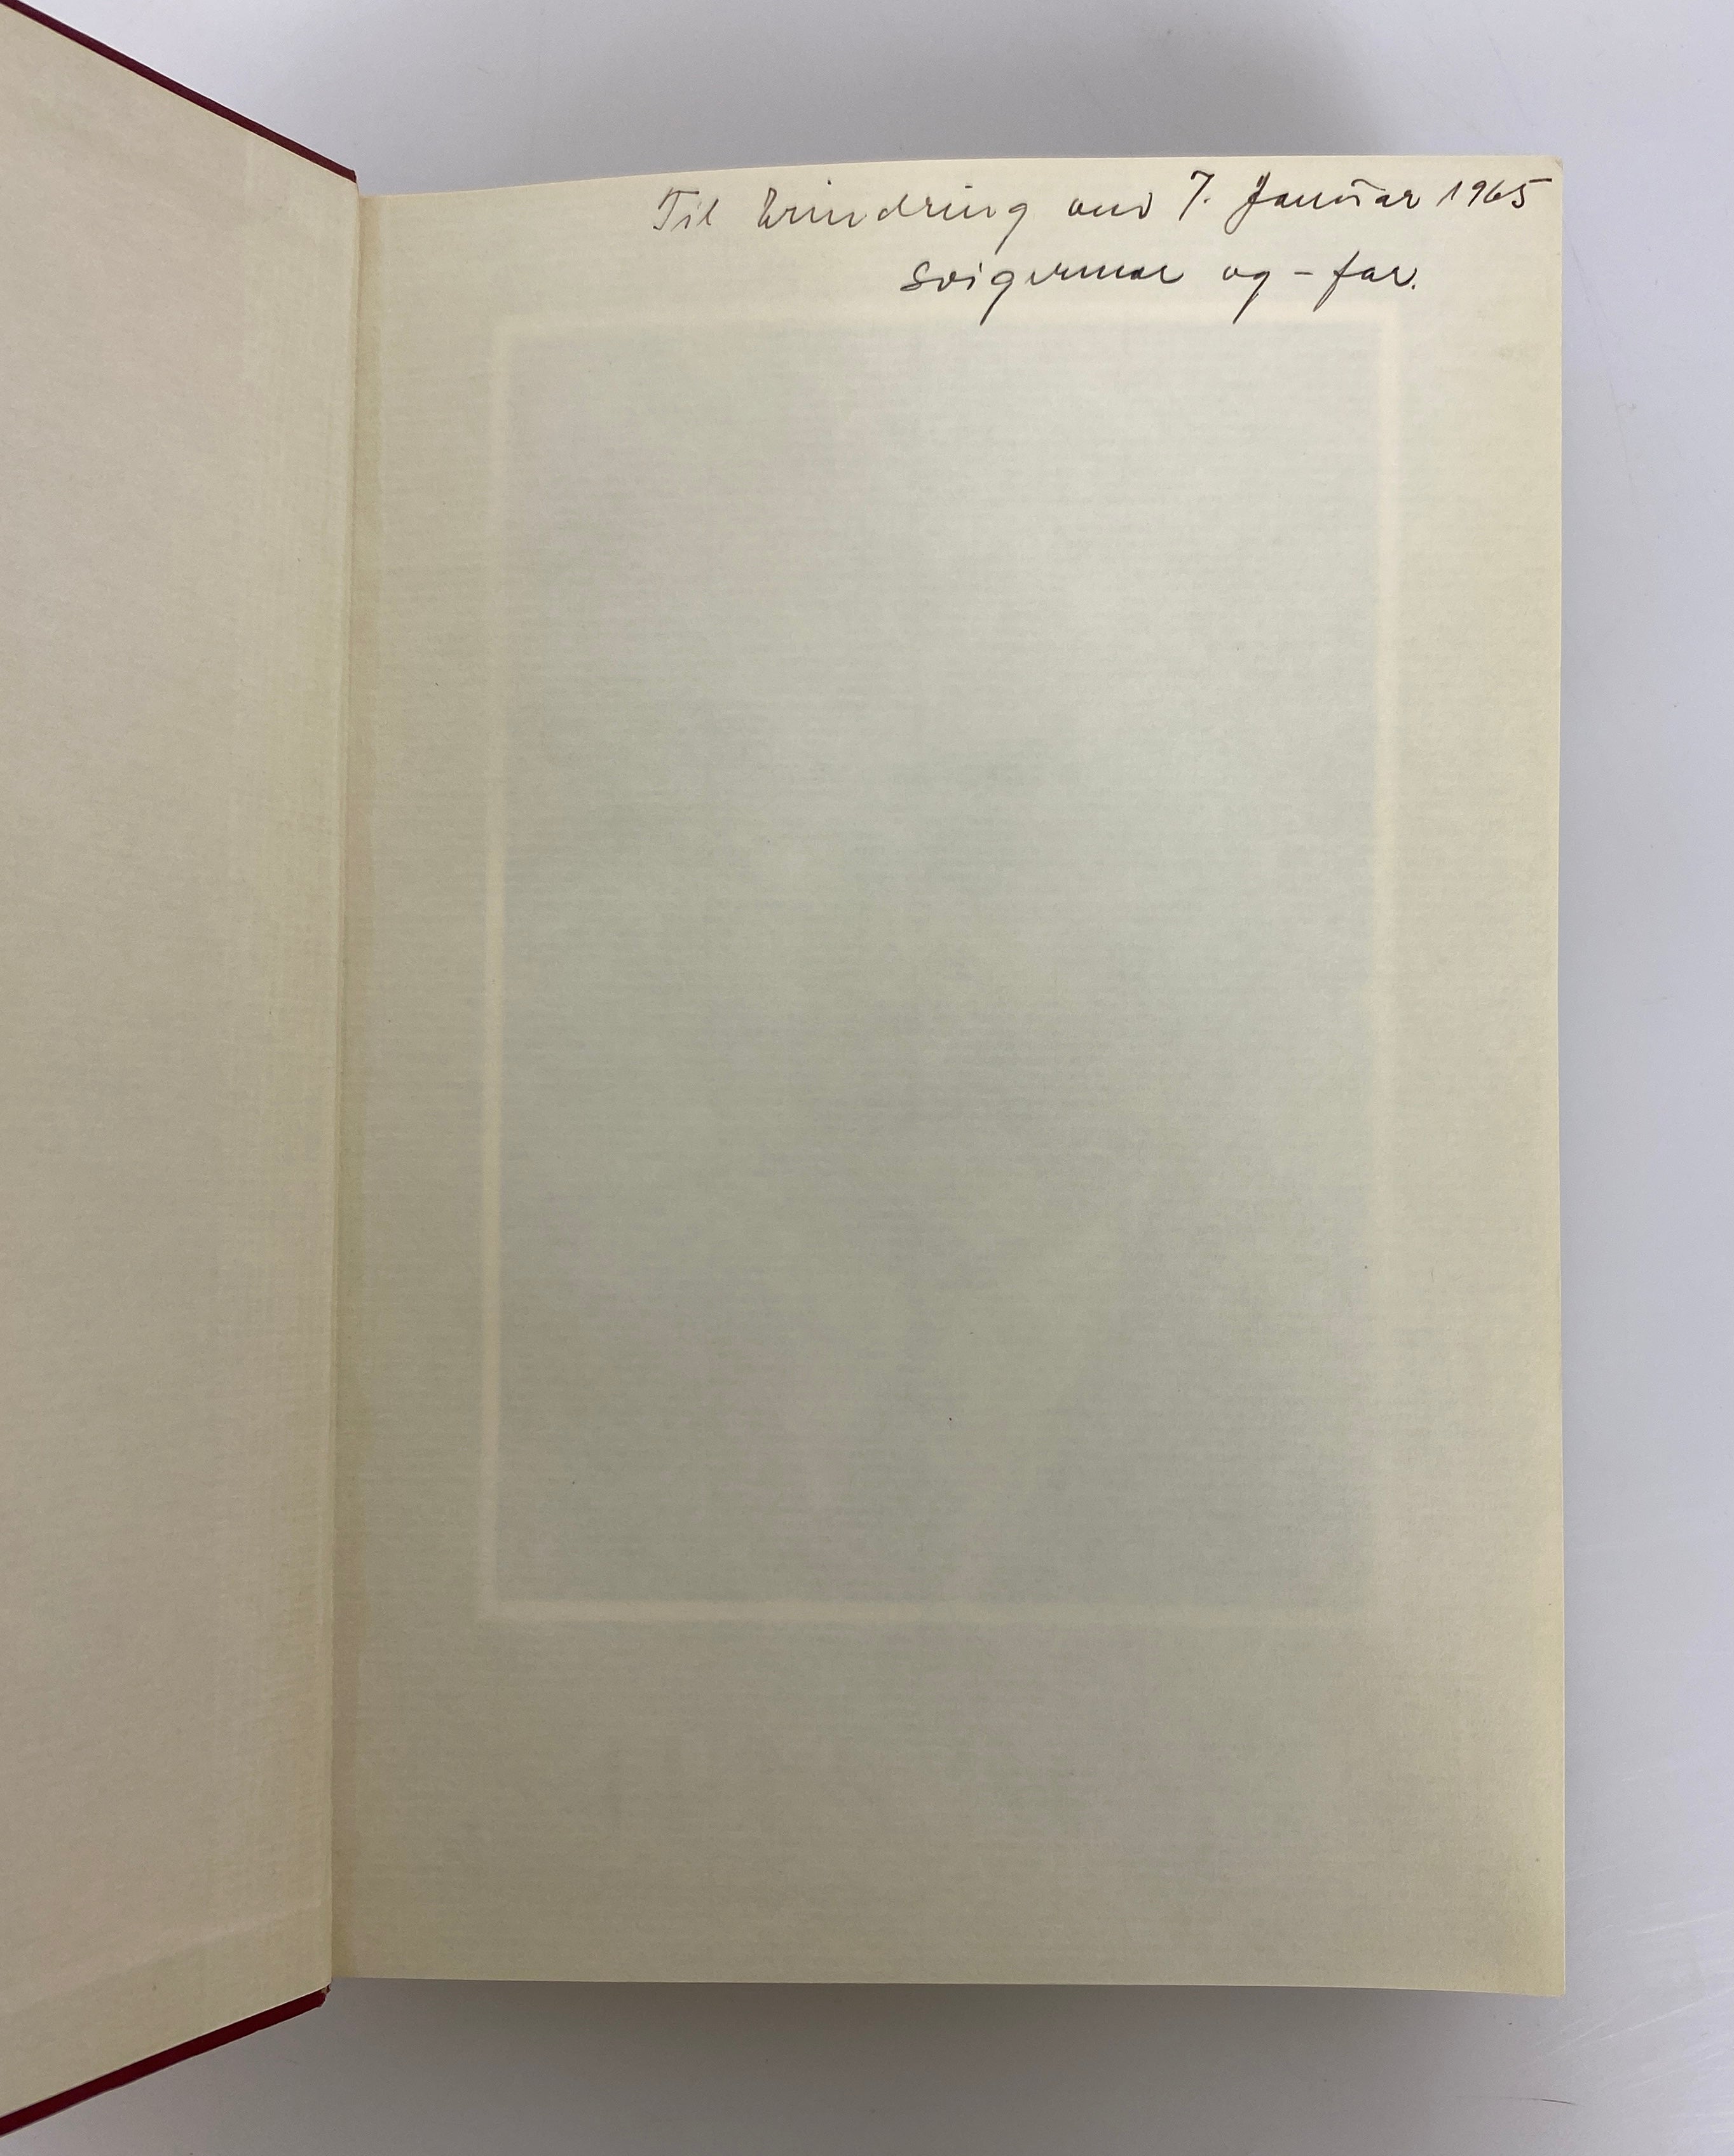 Til Erindring om 7. Januar 1965
Svigermor og - far.